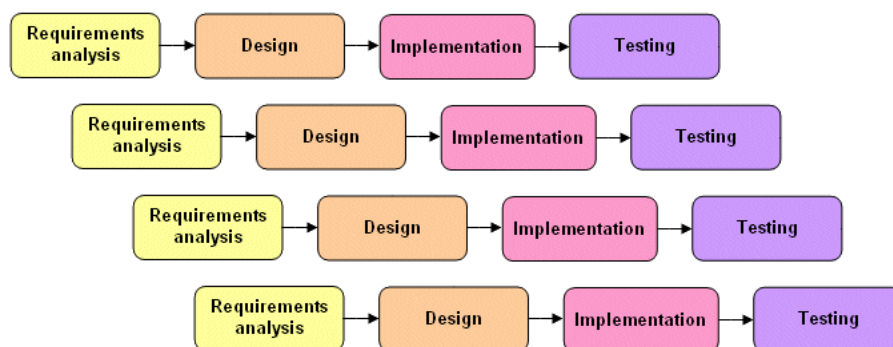 Requirements
analysis
Design
Implementation
Testing
Requirements
analysis
Design
Implementation
Testing
Requirements
analysis
Design
Implementation
Testing
Requirements
analysis
Design
Implementation
Testing